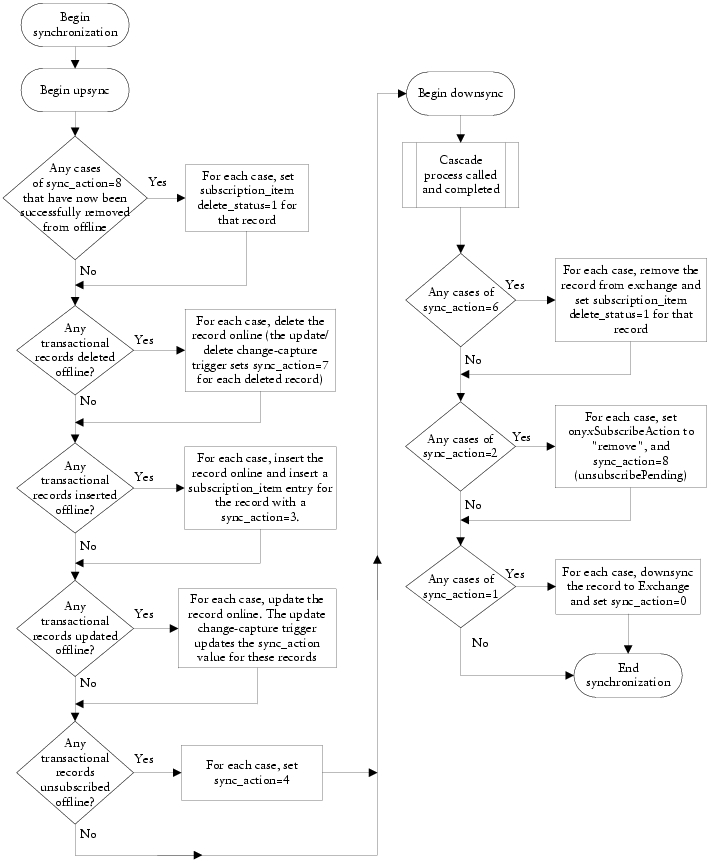 Begin
synchronization
Begin upsync
Any cases
of sync_action=8
that have now been
successfully removed
from offline
Yes
For each case, set
subscription_item
delete_status=1 for
that record
No
Any
transactional
records deleted
offline?
Yes
For each case, delete the
record online (the update/
delete change-capture
trigger sets sync_action=7
for each deleted record)
No
Any
transactional
records inserted
offline?
Yes
For each case, insert the
record online and insert a
subscription_item entry for
the record with a
sync_action=3.
No
Any
transactional
records updated
offline?
Yes
For each case, update the
record online. The update
change-capture trigger
updates the sync_action
value for these records
No
Any
transactional
records
unsubscribed
offline?
Yes
For each case, set
sync_action=4
No
Begin downsync
Cascade
process called
and completed
Any cases of
sync_action=6
Yes
For each case, remove the
record from exchange and
set subscription_item
delete_status=1 for that
record
No
Any cases of
sync_action=2
Yes
For each case, set
onyxSubscribeAction to
"remove", and
sync_action=8
(unsubscribePending)
No
Any cases of
sync_action=1
Yes
For each case, downsync
the record to Exchange
and set sync_action=0
No
End
synchronization